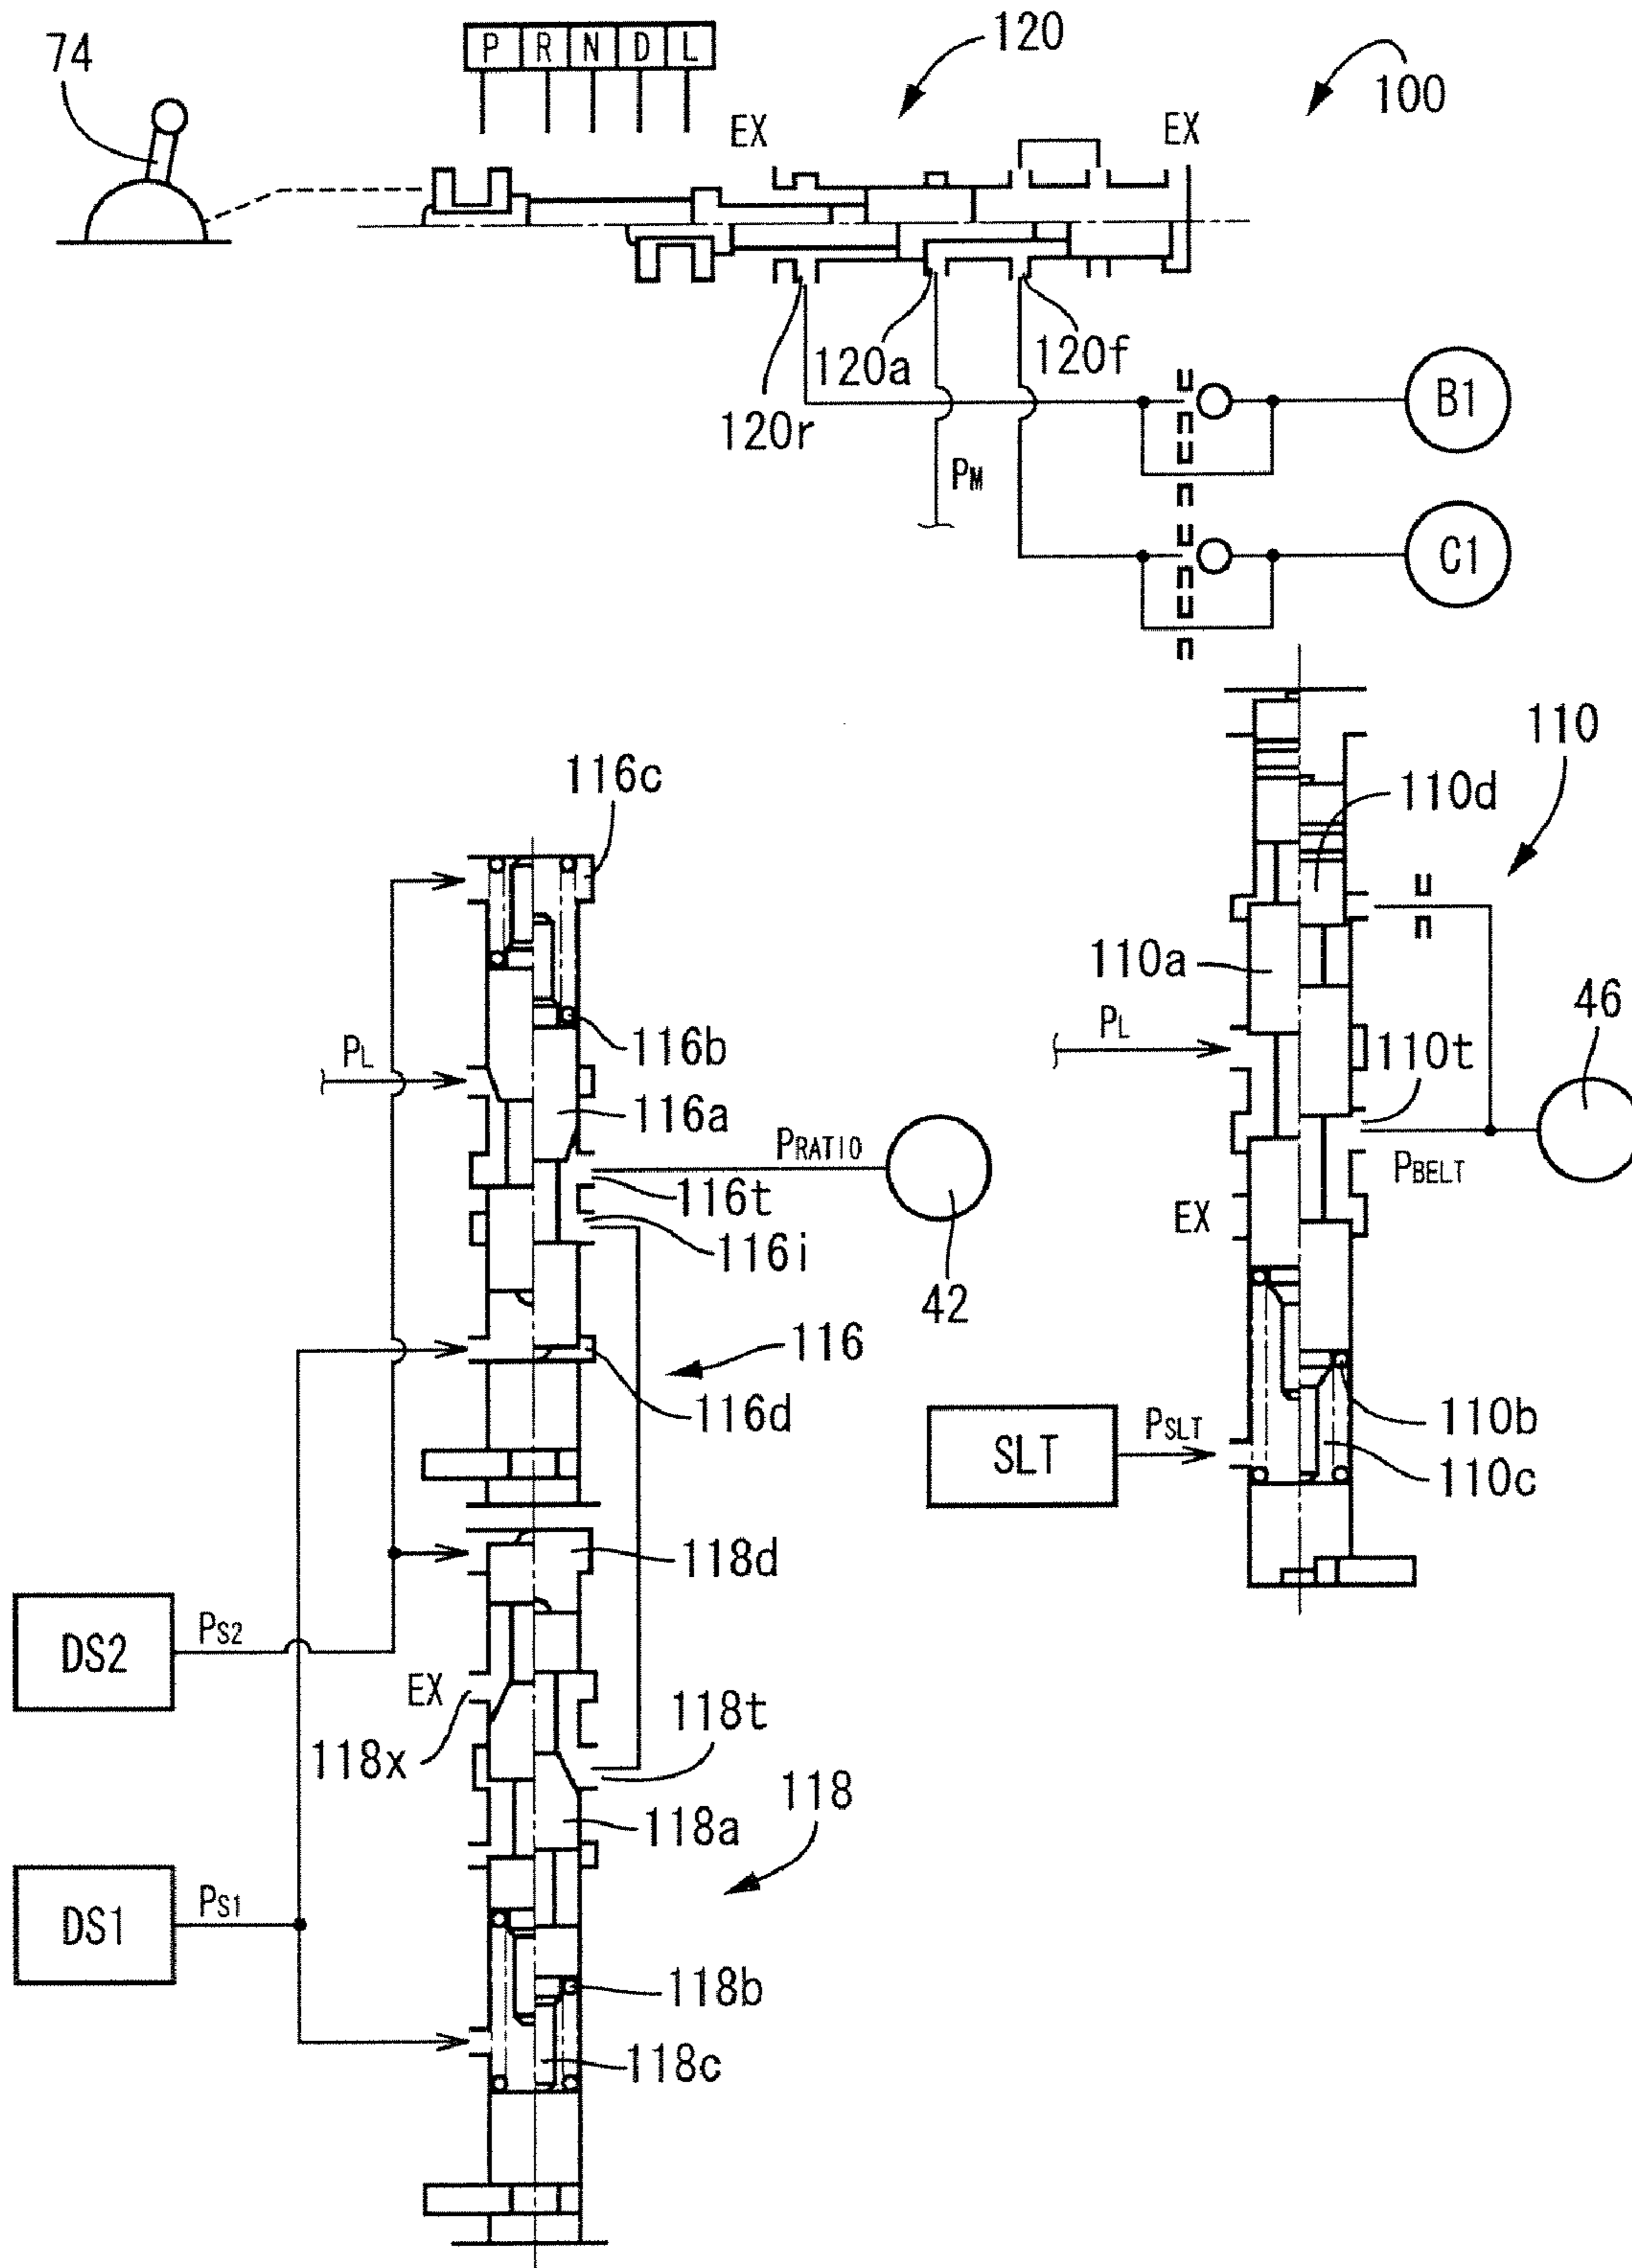 74
P R N D L
120
100
EX
EX
120a
120f
120r
B1
PM
C1
110
116c
110d
110a
46
PL
116b
PL
110t
116a
PRATIO
116t
PBELT
EX
116i
42
116
116d
110b
PSLT
SLT
110c
118d
DS2
PS2
EX
118t
118x
118
118a
DS1
PS1
118b
118c